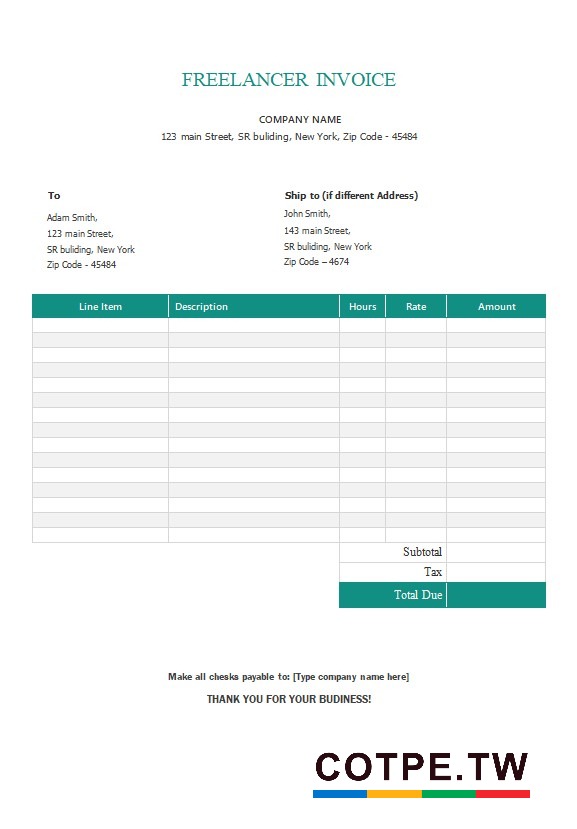 FREELANCER INVOICE
COMPANY NAME
123 main Street, SR buliding, New York, Zip Code - 45484
To
Adam Smith,
123 main Street,
SR buliding, New York
Zip Code - 45484
Ship to (if different Address)
John Smith,
143 main Street,
SR buliding, New York
Zip Code – 4674
Line Item Description Hours Rate Amount
Subtotal
Tax
Total Due
Make all chesks payable to: [Type company name here]
THANK YOU FOR YOUR BUDINESS!
COTPE.TW